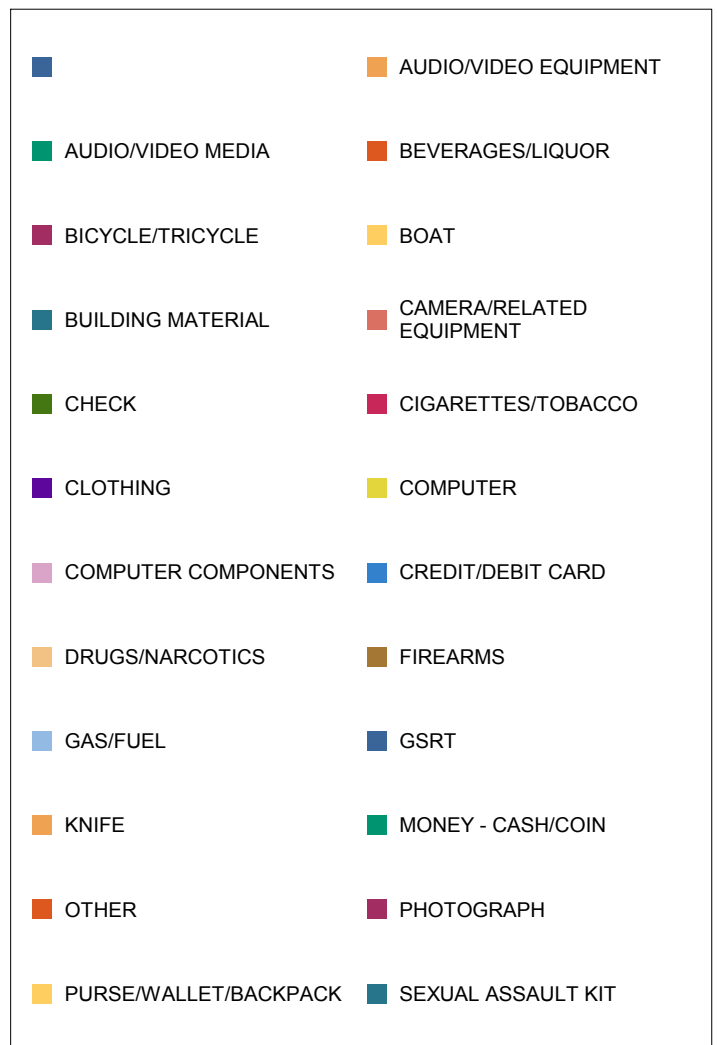 AUDIO/VIDEO EQUIPMENT
AUDIO/VIDEO MEDIA
BEVERAGES/LIQUOR
BICYCLE/TRICYCLE
BOAT
BUILDING MATERIAL
CAMERA/RELATED
EQUIPMENT
CHECK
CIGARETTES/TOBACCO
CLOTHING
COMPUTER
COMPUTER COMPONENTS
CREDIT/DEBIT CARD
DRUGS/NARCOTICS
FIREARMS
GAS/FUEL
GSRT
KNIFE
MONEY - CASH/COIN
OTHER
PHOTOGRAPH
PURSE/WALLET/BACKPACK
SEXUAL ASSAULT KIT